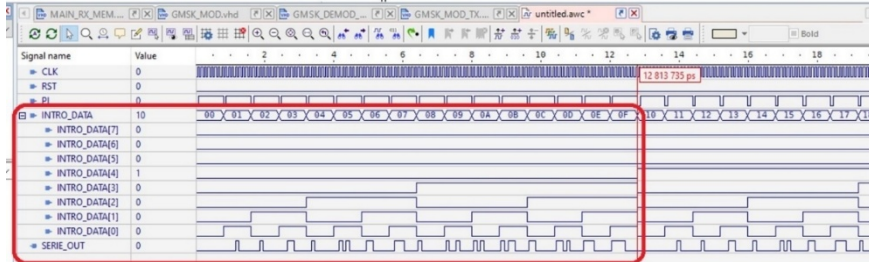 MAIN_RX_MEM.... GMSK_MOD.vhd GMSK_DEMOD_... GMSK_MOD_TX.... untitled.awc *
Bold
Signal name Value 2 4 6 8 10 12 14 16 18
CLK 0
12 813 735 ps
RST 0
PL 0
INTRO_DATA 10 00 01 02 03 04 05 06 07 08 09 0A 0B 0C 0D 0E 0F 10 11 12 13 14 15 16 17
INTRO_DATA[7] 0
INTRO_DATA[6] 0
INTRO_DATA[5] 0
INTRO_DATA[4] 1
INTRO_DATA[3] 0
INTRO_DATA[2] 0
INTRO_DATA[1] 0
INTRO_DATA[0] 0
SERIE_OUT 0